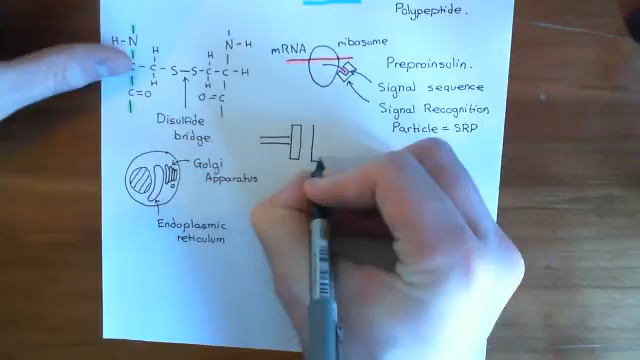 Polypeptide.
mRNA
ribosome
Preproinsulin.
Signal sequence
Signal Recognition
Particle = SRP
H-N
N-H
H
H
C-S-S-C-C-H
H
H
C=O
O=C
Disulfide
bridge.
Golgi
Apparatus
Endoplasmic
reticulum